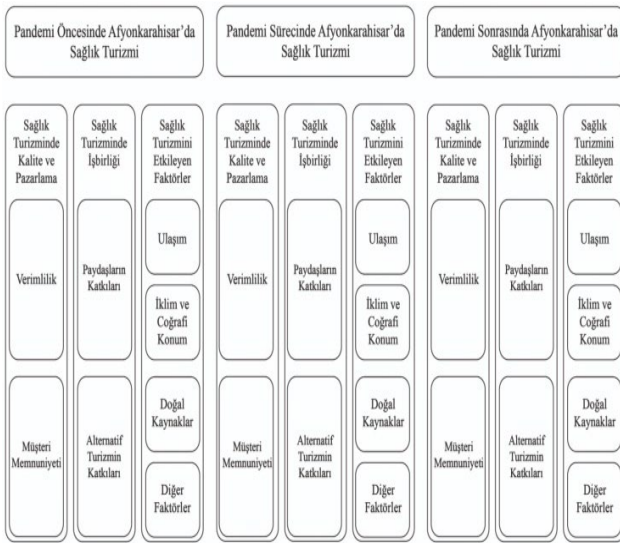 Pandemi Öncesinde Afyonkarahisar’da
Sağlık Turizmi
Pandemi Sürecinde Afyonkarahisar’da
Sağlık Turizmi
Pandemi Sonrasında Afyonkarahisar’da
Sağlık Turizmi
Sağlık
Turizminde
Kalite ve
Pazarlama
Verimlilik
Müşteri
Memnuniyeti
Sağlık
Turizminde
İşbirliği
Paydaşların
Katkıları
Alternatif
Turizmin
Katkıları
Sağlık
Turizmini
Etkileyen
Faktörler
Ulaşım
İklim ve
Coğrafi
Konum
Doğal
Kaynaklar
Diğer
Faktörler
Sağlık
Turizminde
Kalite ve
Pazarlama
Verimlilik
Müşteri
Memnuniyeti
Sağlık
Turizminde
İşbirliği
Paydaşların
Katkıları
Alternatif
Turizmin
Katkıları
Sağlık
Turizmini
Etkileyen
Faktörler
Ulaşım
İklim ve
Coğrafi
Konum
Doğal
Kaynaklar
Diğer
Faktörler
Sağlık
Turizminde
Kalite ve
Pazarlama
Verimlilik
Müşteri
Memnuniyeti
Sağlık
Turizminde
İşbirliği
Paydaşların
Katkıları
Alternatif
Turizmin
Katkıları
Sağlık
Turizmini
Etkileyen
Faktörler
Ulaşım
İklim ve
Coğrafi
Konum
Doğal
Kaynaklar
Diğer
Faktörler